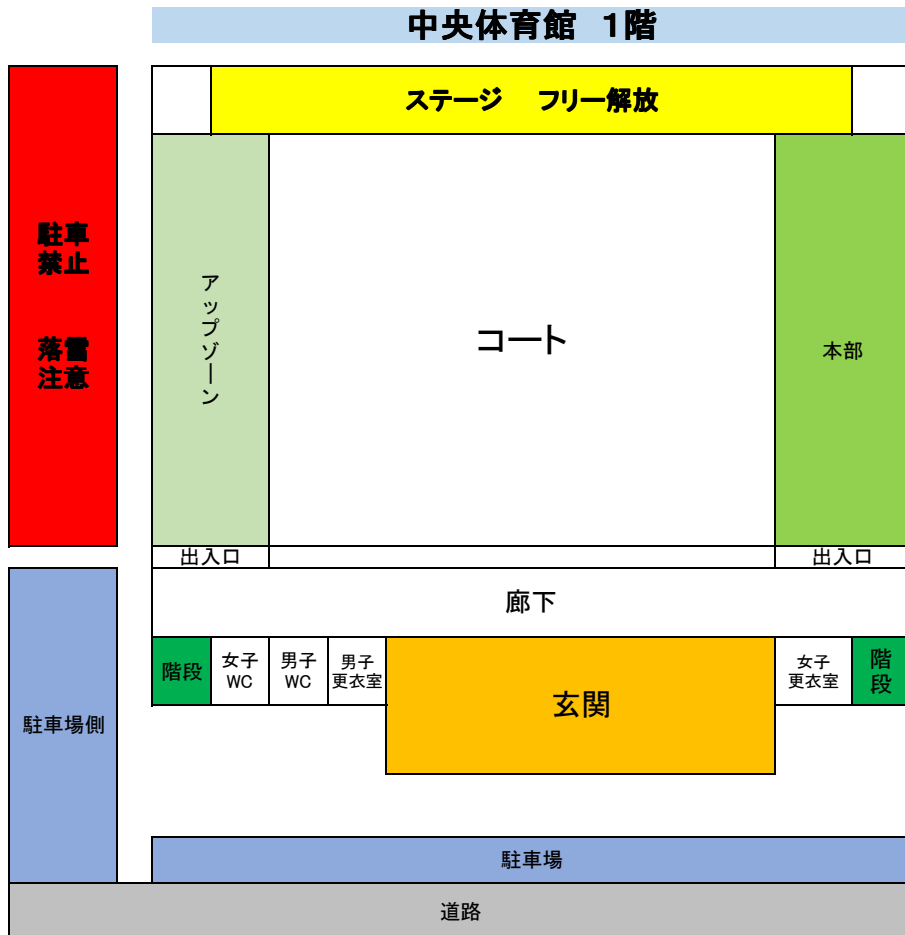 中央体育館 1階
ステージ フリー解放
駐車
禁止
落雪
注意
アップゾーン
コート
本部
出入口
出入口
廊下
階段
女子
WC
男子
WC
男子
更衣室
玄関
女子
更衣室
階段
駐車場側
駐車場
道路